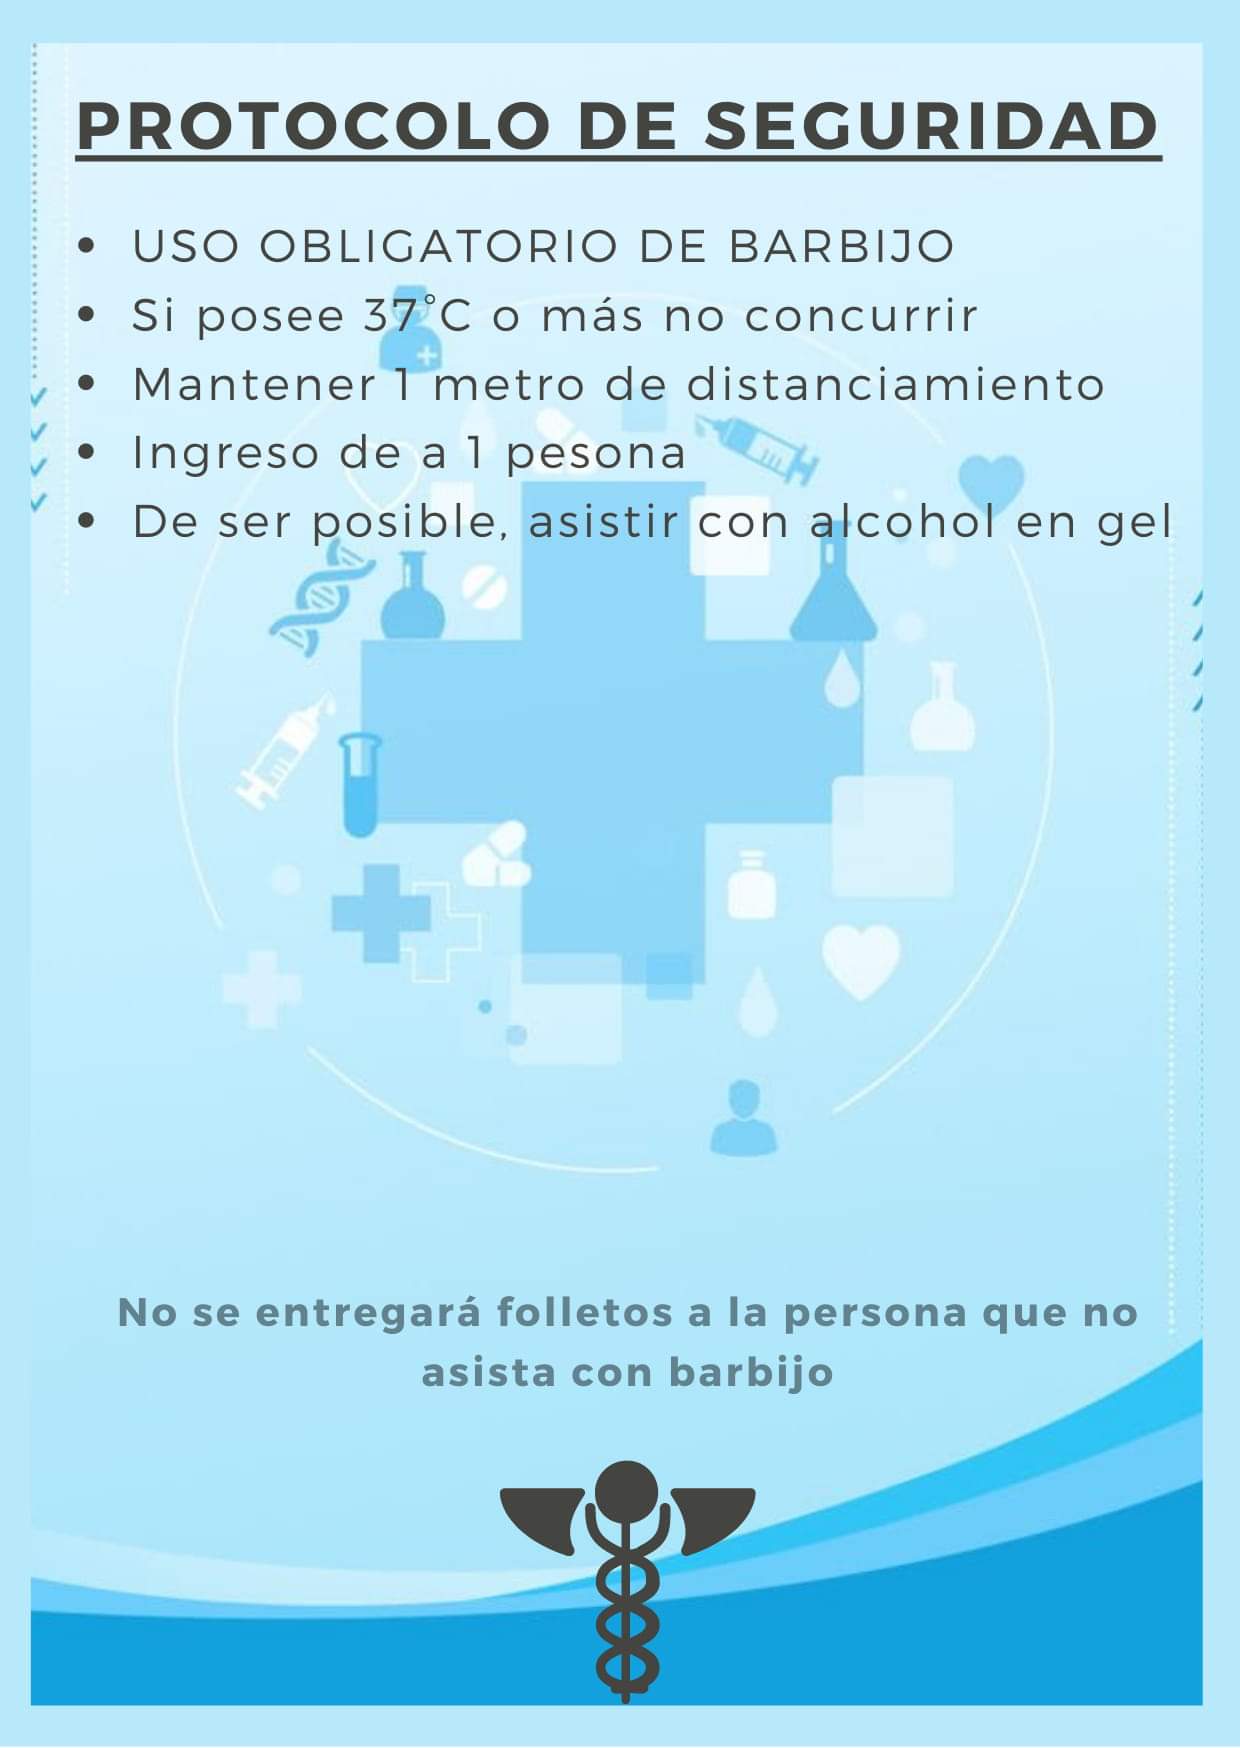 PROTOCOLO DE SEGURIDAD
• USO OBLIGATORIO DE BARBIJO
• Si posee 37°C o más no concurrir
• Mantener 1 metro de distanciamiento
• Ingreso de a 1 pesona
• De ser posible, asistir con alcohol en gel
No se entregará folletos a la persona que no
asista con barbijo